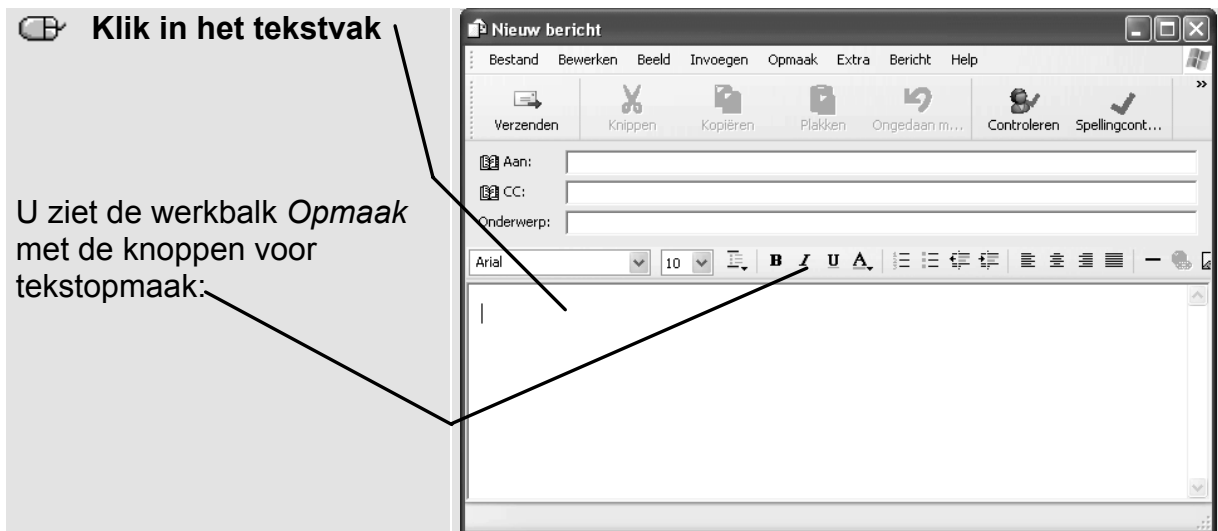 Klik in het tekstvak
U ziet de werkbalk Opmaak
met de knoppen voor
tekstopmaak:
Nieuw bericht
Bestand Bewerken Beeld Invoegen Opmaak Extra Bericht Help
»
Verzenden Knippen Kopiëren Plakken Ongedaan m... Controleren Spellingcont...
Aan:
CC:
Onderwerp:
Arial 10 B I U A